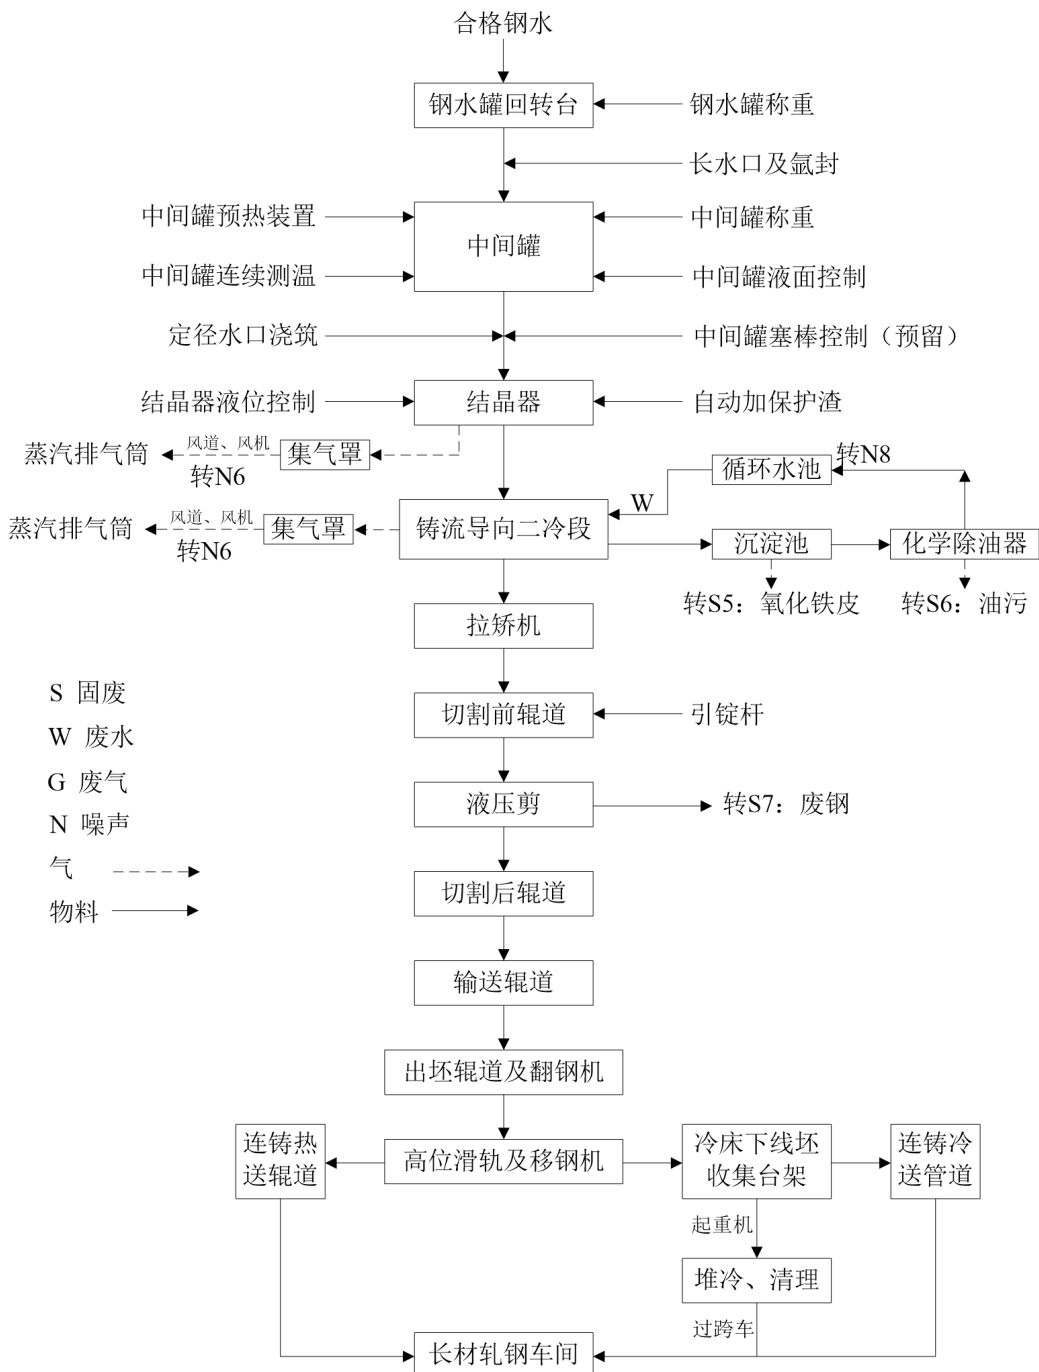 合格钢水
钢水罐回转台
钢水罐称重
长水口及氩封
中间罐预热装置
中间罐称重
中间罐
中间罐连续测温
中间罐液面控制
定径水口浇筑
中间罐塞棒控制（预留）
结晶器液位控制
结晶器
自动加保护渣
蒸汽排气筒
风道、风机
转N6
集气罩
循环水池
转N8
W
蒸汽排气筒
风道、风机
转N6
集气罩
铸流导向二冷段
沉淀池
化学除油器
转S5：氧化铁皮
转S6：油污
拉矫机
S 固废
W 废水
G 废气
N 噪声
气
物料
切割前辊道
引锭杆
液压剪
转S7：废钢
切割后辊道
输送辊道
出坯辊道及翻钢机
连铸热
送辊道
高位滑轨及移钢机
冷床下线坯
收集台架
连铸冷
送管道
起重机
堆冷、清理
过跨车
长材轧钢车间